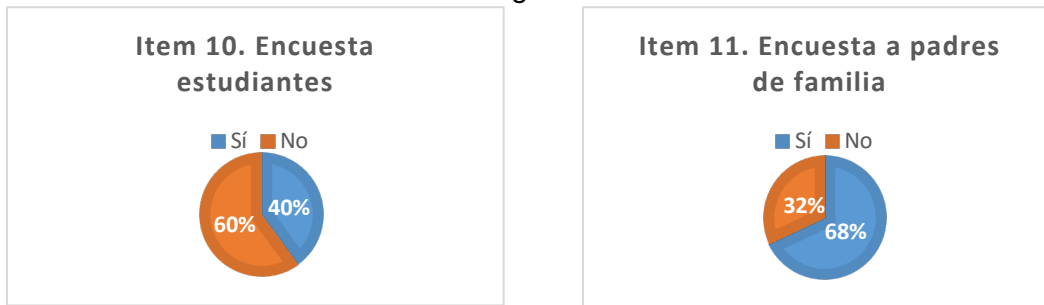 Item 10. Encuesta
estudiantes
Sí No
40%
60%
Item 11. Encuesta a padres
de familia
Sí No
32%
68%